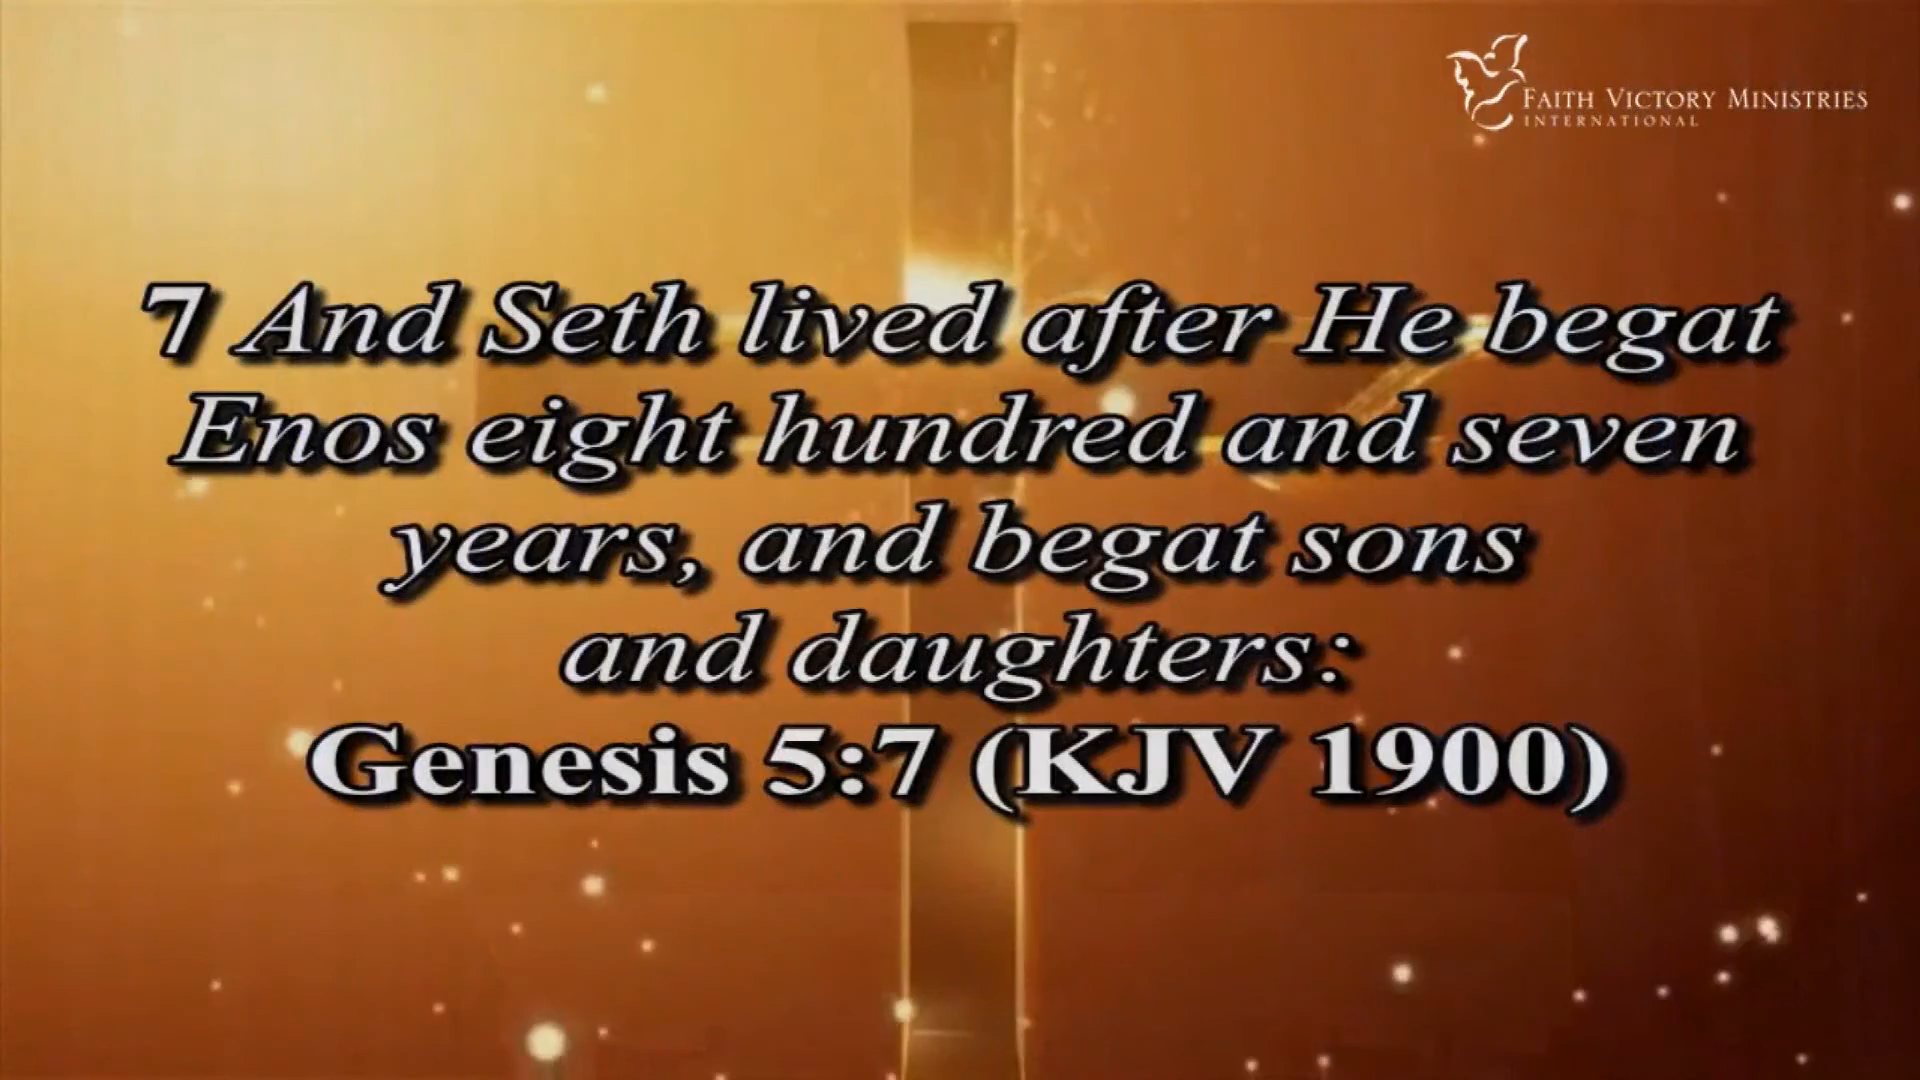 FAITH VICTORY MINISTRIES
INTERNATIONAL
7 And Seth lived after He begat
Enos eight hundred and seven
years, and begat sons
and daughters:
Genesis 5:7 (KJV 1900)